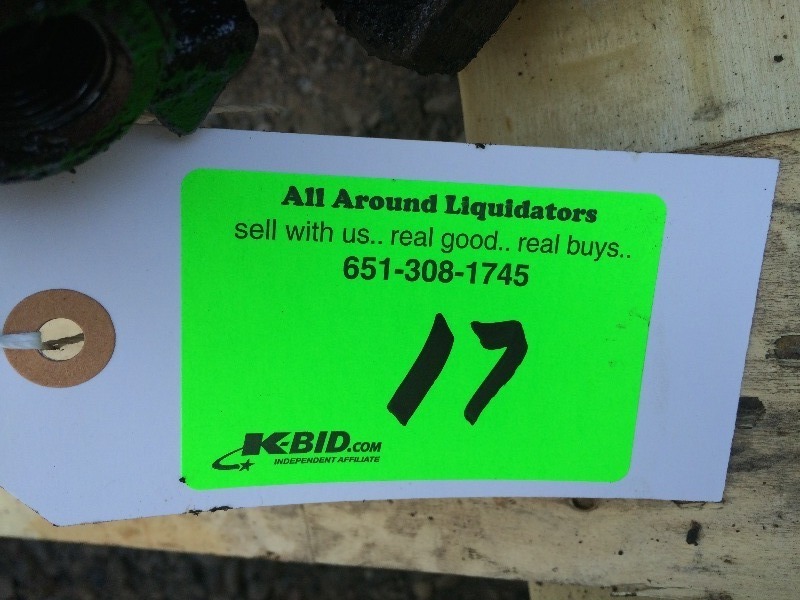 All Around Liquidators
sell with us.. real good.. real buys..
651-308-1745
17
K-BID.COM
INDEPENDENT AFFILIATE